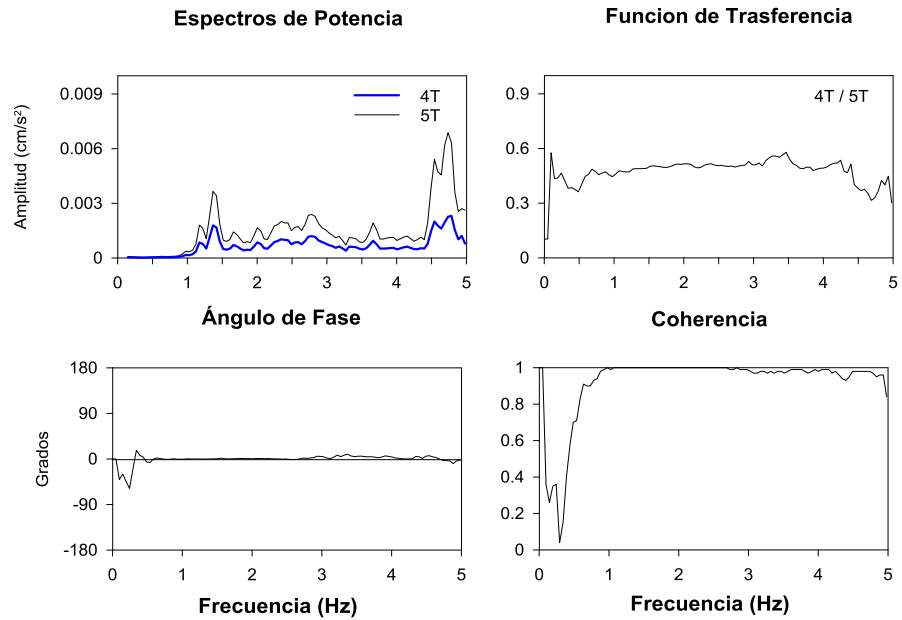 Espectros de Potencia
Funcion de Trasferencia
Amplitud (cm/s²)
0.009
0.006
0.003
0
4T
5T
0 1 2 3 4 5
0.9
0.6
0.3
0
4T / 5T
0 1 2 3 4 5
Ángulo de Fase
Coherencia
Grados
180
90
0
-90
-180
0 1 2 3 4 5
Frecuencia (Hz)
1
0.8
0.6
0.4
0.2
0
0 1 2 3 4 5
Frecuencia (Hz)